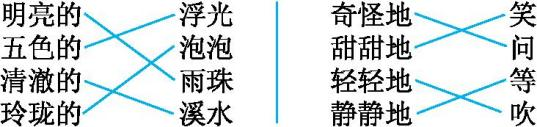 明亮的 浮光 奇怪地 笑
五色的 泡泡 甜甜地 问
清澈的 雨珠 轻轻地 等
玲珑的 溪水 静静地 吹